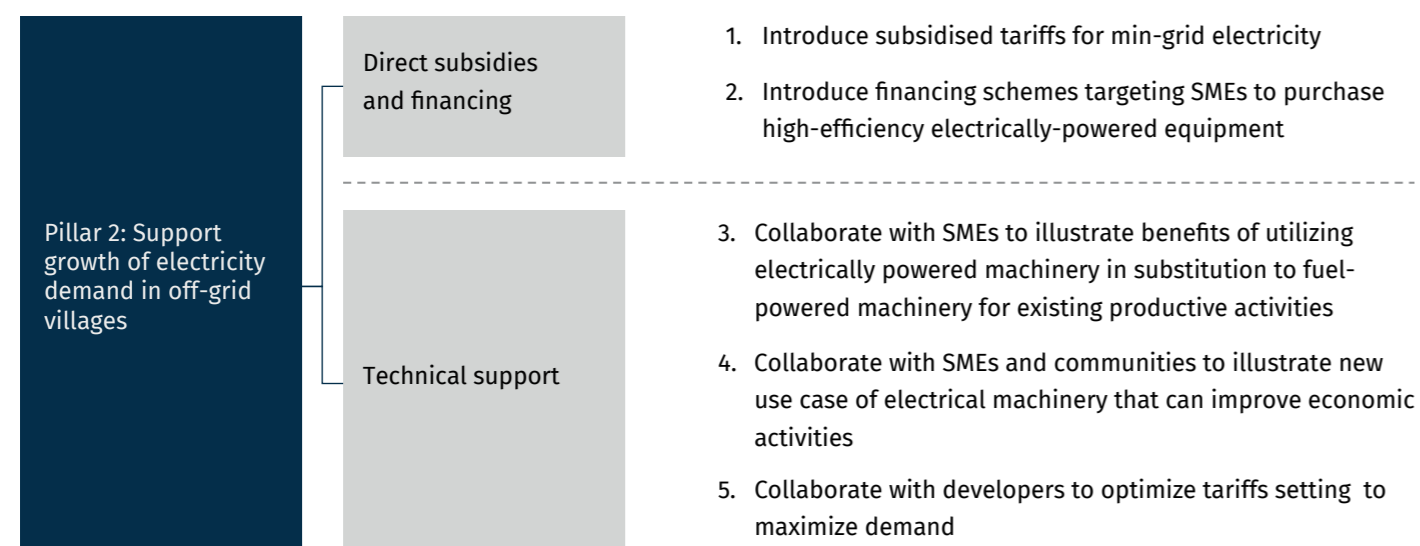 Pillar 2: Support
growth of electricity
demand in off-grid
villages
Direct subsidies
and financing
1. Introduce subsidised tariffs for min-grid electricity
2. Introduce financing schemes targeting SMEs to purchase
high-efficiency electrically-powered equipment
Technical support
3. Collaborate with SMEs to illustrate benefits of utilizing
electrically powered machinery in substitution to fuel-
powered machinery for existing productive activities
4. Collaborate with SMEs and communities to illustrate new
use case of electrical machinery that can improve economic
activities
5. Collaborate with developers to optimize tariffs setting to
maximize demand